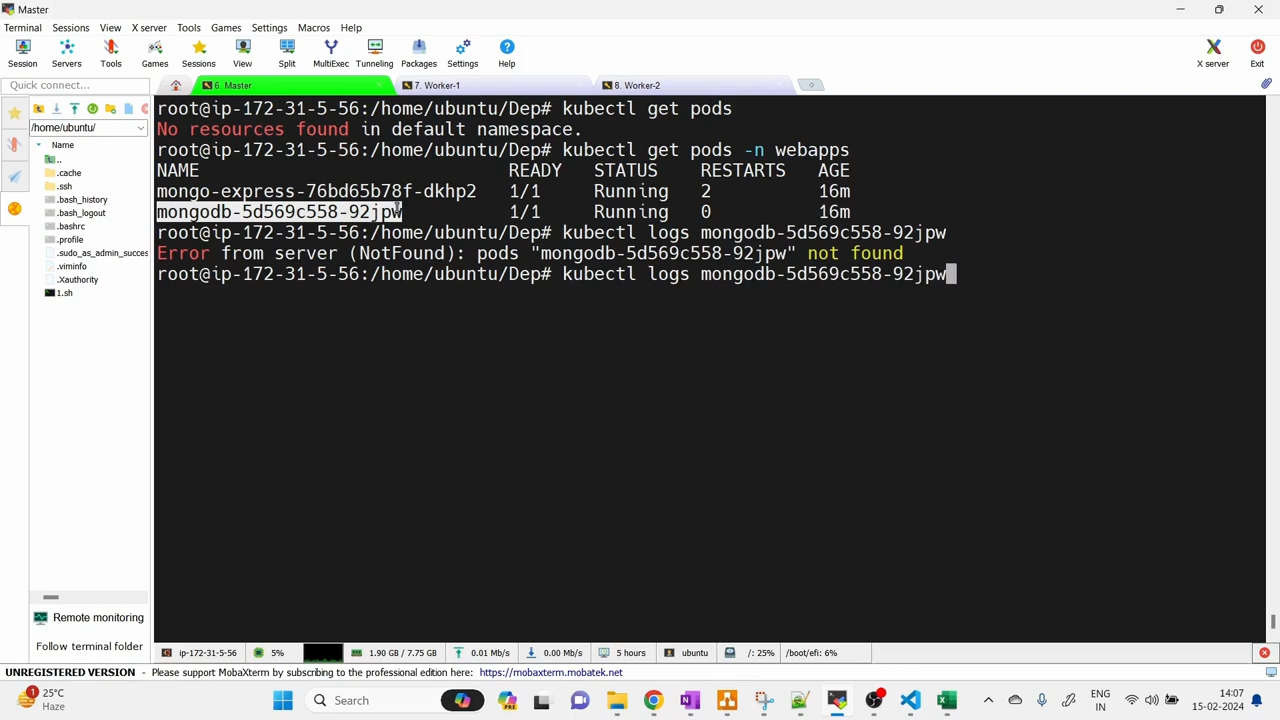 Master
Terminal Sessions View X server Tools Games Settings Macros Help
Session Servers Tools Games Sessions View Split MultiExec Tunneling Packages Settings Help X server Exit
Quick connect...
6. Master
7. Worker-1
8. Worker-2
/home/ubuntu/
Name
..
.cache
.ssh
.bash_history
.bash_logout
.bashrc
.profile
.sudo_as_admin_succes
.viminfo
.Xauthority
1.sh
Remote monitoring
Follow terminal folder
root@ip-172-31-5-56:/home/ubuntu/Dep# kubectl get pods
No resources found in default namespace.
root@ip-172-31-5-56:/home/ubuntu/Dep# kubectl get pods -n webapps
NAME READY STATUS RESTARTS AGE
mongo-express-76bd65b78f-dkhp2 1/1 Running 2 16m
mongodb-5d569c558-92jpw 1/1 Running 0 16m
root@ip-172-31-5-56:/home/ubuntu/Dep# kubectl logs mongodb-5d569c558-92jpw
Error from server (NotFound): pods "mongodb-5d569c558-92jpw" not found
root@ip-172-31-5-56:/home/ubuntu/Dep# kubectl logs mongodb-5d569c558-92jpw
ip-172-31-5-56 5% 1.90 GB / 7.75 GB 0.01 Mb/s 0.00 Mb/s 5 hours ubuntu /: 25% /boot/efi: 6%
UNREGISTERED VERSION - Please support MobaXterm by subscribing to the professional edition here: https://mobaxterm.mobatek.net
1
25°C
Haze
Search
PRE
ENG
IN
14:07
15-02-2024